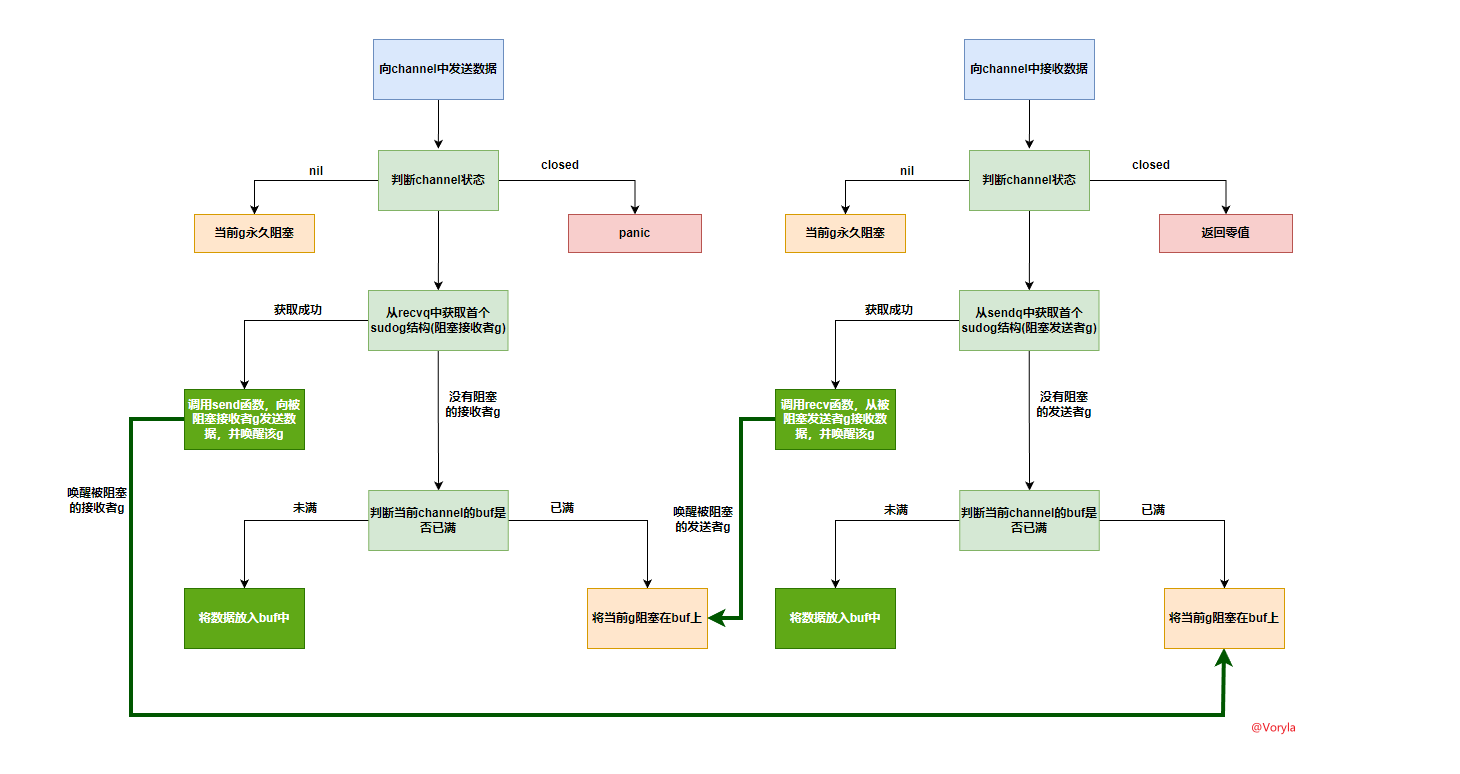 向channel中发送数据
向channel中接收数据
nil
判断channel状态
closed
nil
判断channel状态
closed
当前g永久阻塞
panic
当前g永久阻塞
返回零值
获取成功
从recvq中获取首个
sudog结构(阻塞接收者g)
获取成功
从sendq中获取首个
sudog结构(阻塞发送者g)
调用send函数，向被
阻塞接收者g发送数
据，并唤醒该g
没有阻塞
的接收者g
调用recv函数，从被
阻塞发送者g接收数
据，并唤醒该g
没有阻塞
的发送者g
唤醒被阻塞
的接收者g
未满
判断当前channel的buf是
否已满
已满
唤醒被阻塞
的发送者g
未满
判断当前channel的buf是
否已满
已满
将数据放入buf中
将当前g阻塞在buf上
将数据放入buf中
将当前g阻塞在buf上
@Voryla